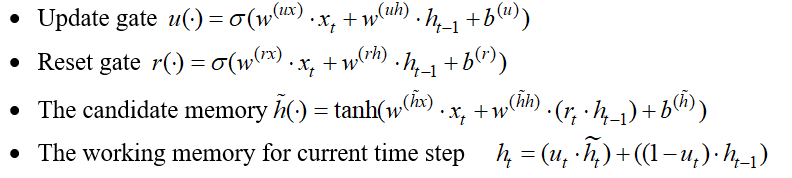 • Update gate u(·) = σ(w^(ux) · x_t + w^(uh) · h_{t−1} + b^(u))
• Reset gate r(·) = σ(w^(rx) · x_t + w^(rh) · h_{t−1} + b^(r))
• The candidate memory h̃(·) = tanh(w^(h̃x) · x_t + w^(h̃h) · (r_t · h_{t−1}) + b^(h̃))
• The working memory for current time step h_t = (u_t · h̃_t) + ((1 − u_t) · h_{t−1})